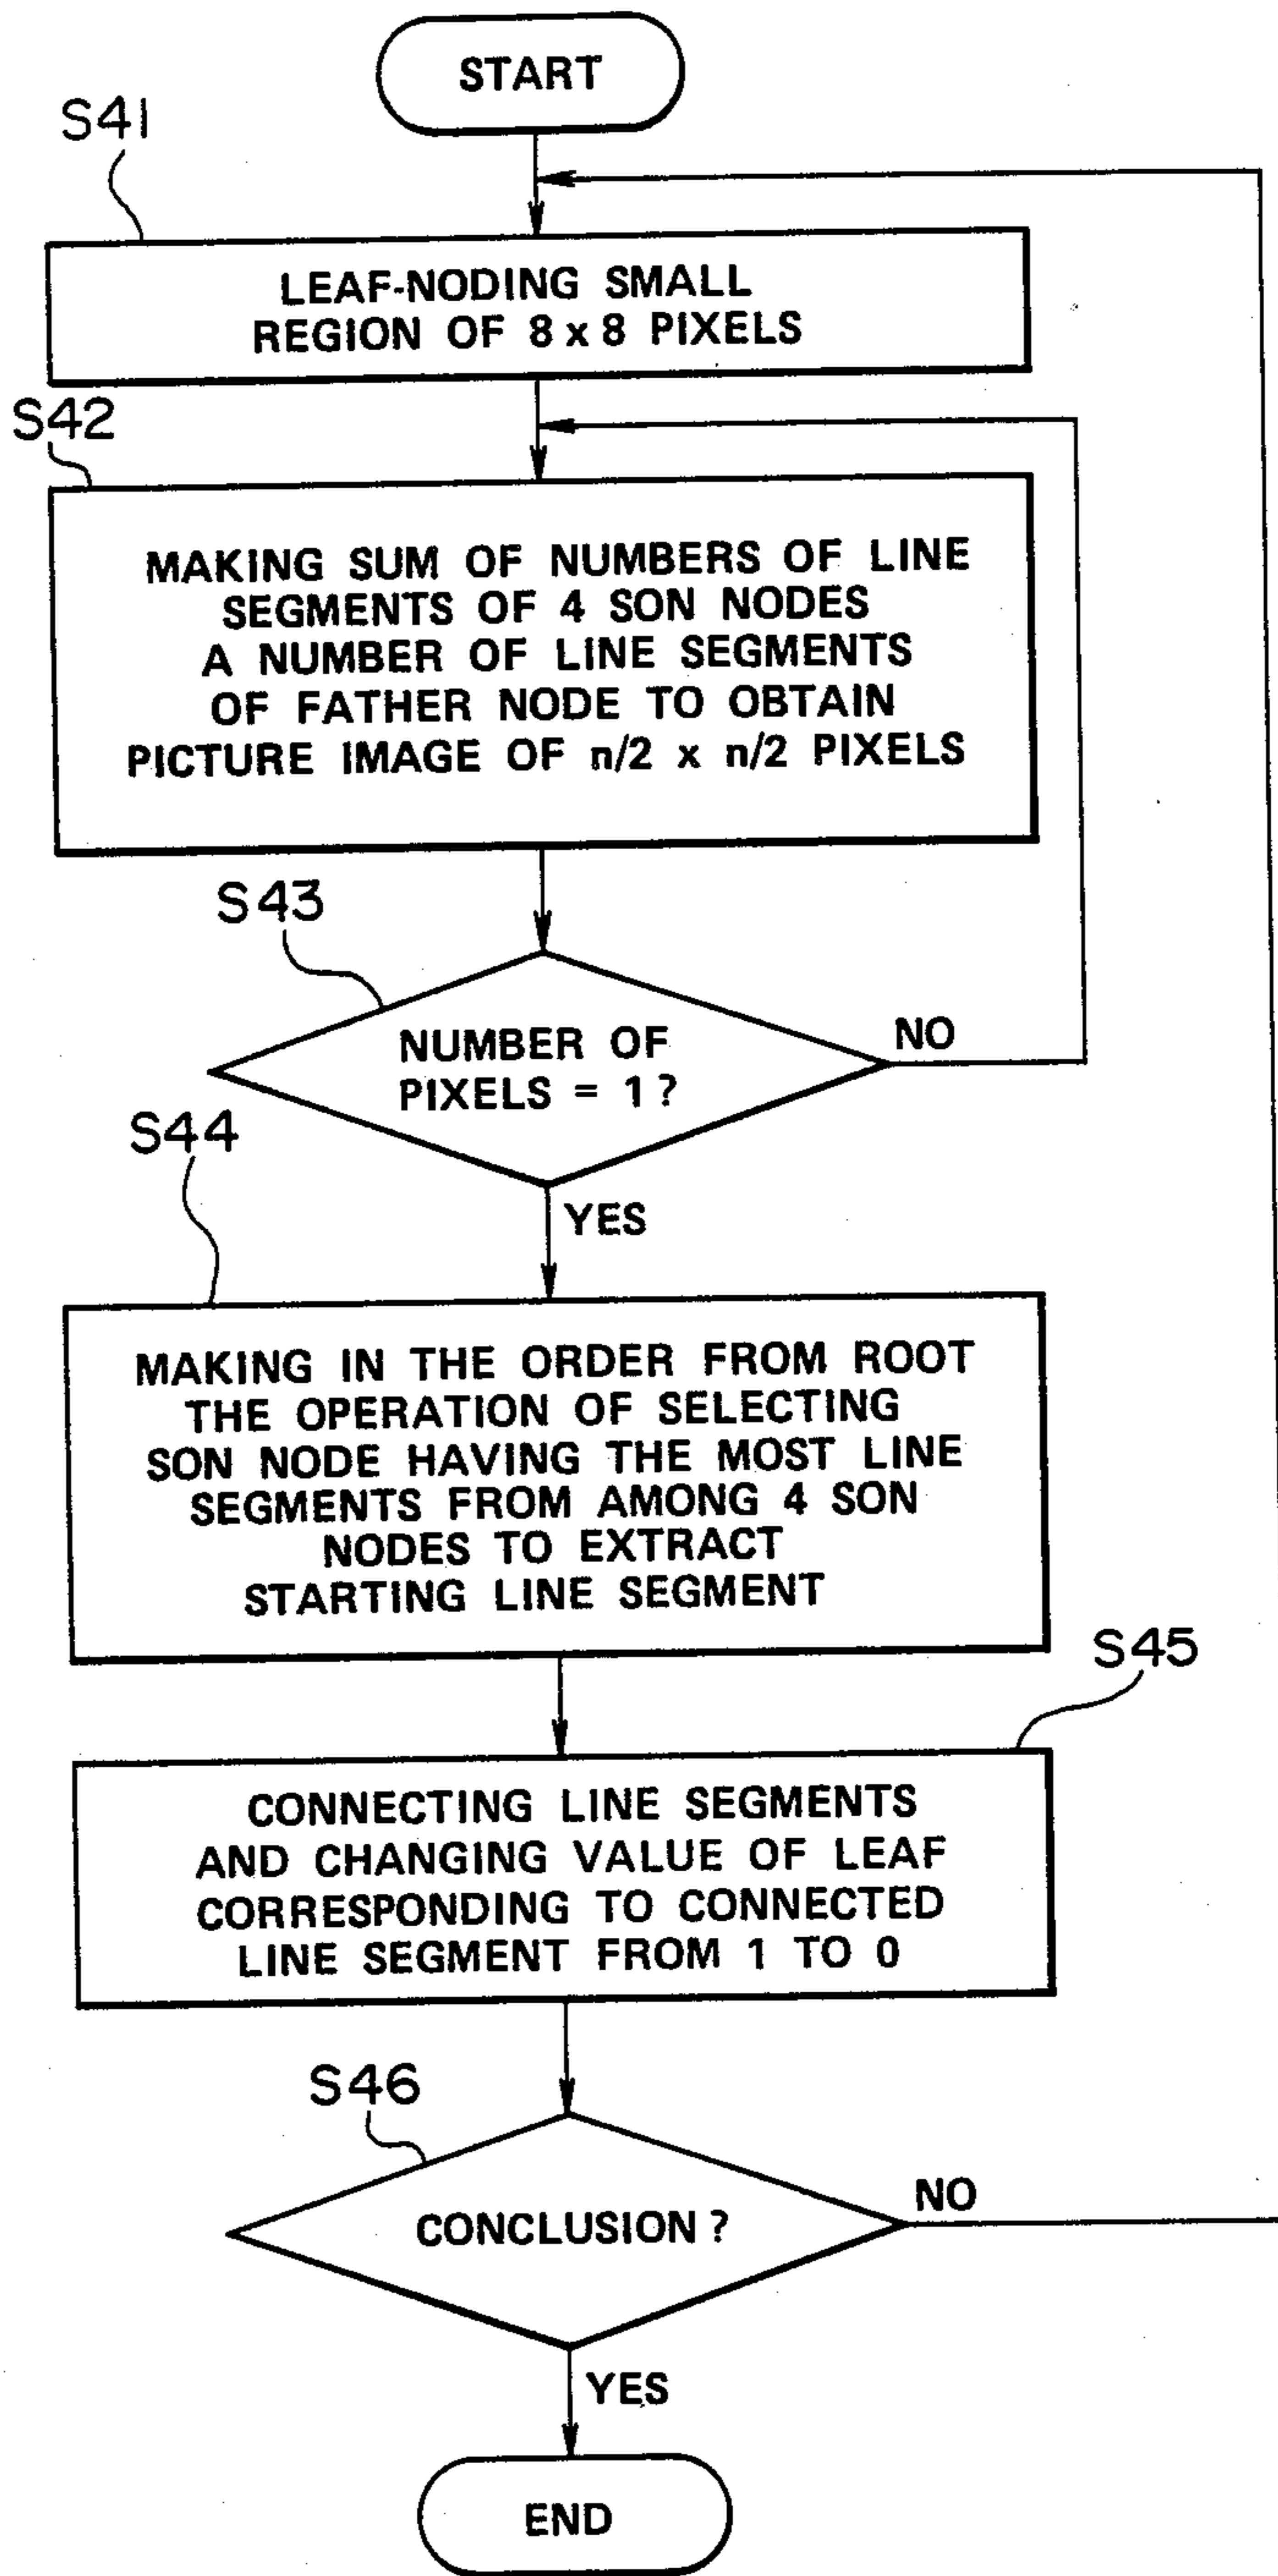 START
S41
LEAF-NODING SMALL
REGION OF 8 x 8 PIXELS
S42
MAKING SUM OF NUMBERS OF LINE
SEGMENTS OF 4 SON NODES
A NUMBER OF LINE SEGMENTS
OF FATHER NODE TO OBTAIN
PICTURE IMAGE OF n/2 x n/2 PIXELS
S43
NUMBER OF
PIXELS = 1 ?
NO
YES
S44
MAKING IN THE ORDER FROM ROOT
THE OPERATION OF SELECTING
SON NODE HAVING THE MOST LINE
SEGMENTS FROM AMONG 4 SON
NODES TO EXTRACT
STARTING LINE SEGMENT
S45
CONNECTING LINE SEGMENTS
AND CHANGING VALUE OF LEAF
CORRESPONDING TO CONNECTED
LINE SEGMENT FROM 1 TO 0
S46
CONCLUSION ?
NO
YES
END